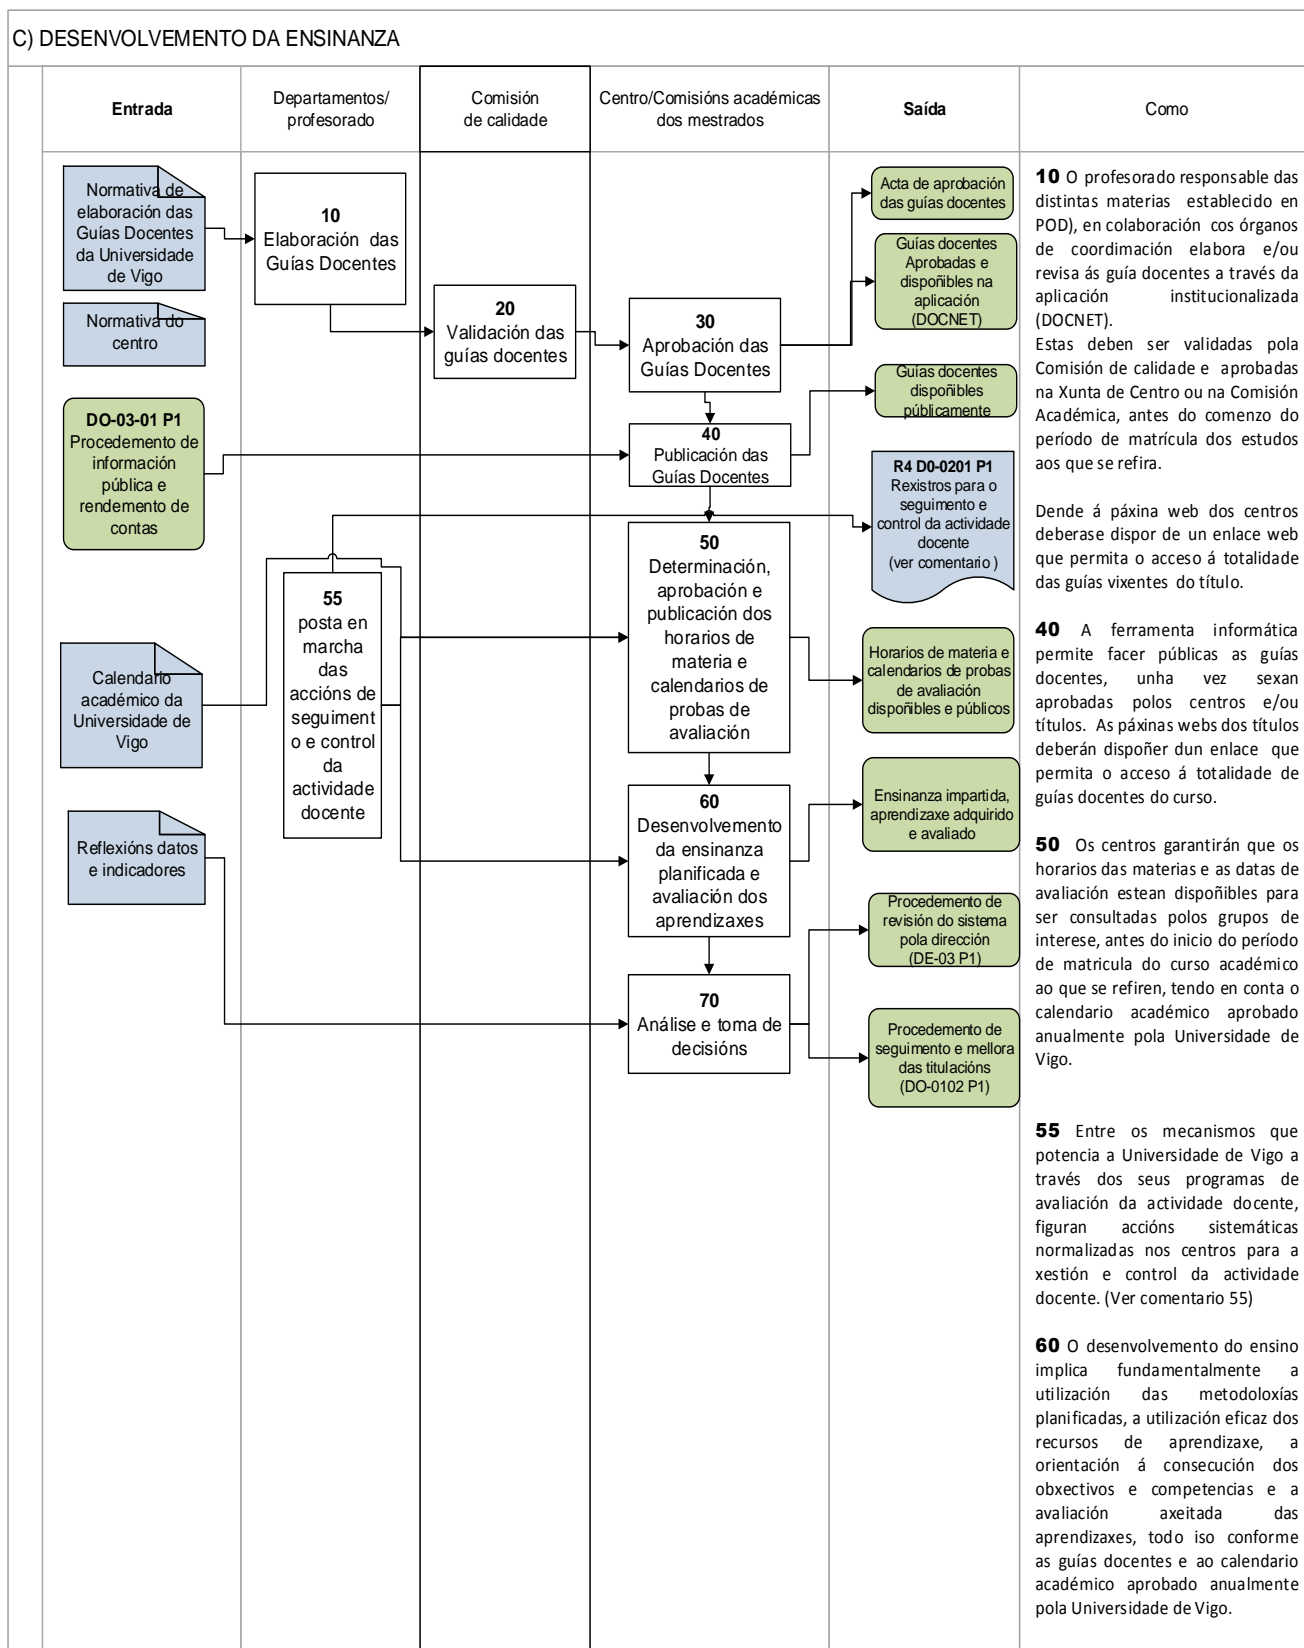 C) DESENVOLVEMENTO DA ENSINANZA
Entrada
Departamentos/
profesorado
Comisión
de calidade
Centro/Comisións académicas
dos mestrados
Saída
Como
Normativa de
elaboración das
Guías Docentes
da Universidade
de Vigo
Normativa do
centro
DO-03-01 P1
Procedemento de
información
pública e
rendemento de
contas
Calendario
académico da
Universidade de
Vigo
Reflexións datos
e indicadores
10
Elaboración das
Guías Docentes
55
posta en
marcha
das
accións de
seguiment
o e control
da
actividade
docente
20
Validación das
guías docentes
30
Aprobación das
Guías Docentes
40
Publicación das
Guías Docentes
50
Determinación,
aprobación e
publicación dos
horarios de
materia e
calendarios de
probas de
avaliación
60
Desenvolvemento
da ensinanza
planificada e
avaliación dos
aprendizaxes
70
Análise e toma de
decisións
Acta de aprobación
das guías docentes
Guías docentes
Aprobadas e
dispoñibles na
aplicación
(DOCNET)
Guías docentes
dispoñibles
públicamente
R4 D0-0201 P1
Rexistros para o
seguimento e
control da actividade
docente
(ver comentario )
Horarios de materia e
calendarios de probas
de avaliación
dispoñibles e públicos
Ensinanza impartida,
aprendizaxe adquirido
e avaliado
Procedemento de
revisión do sistema
pola dirección
(DE-03 P1)
Procedemento de
seguimento e mellora
das titulacións
(DO-0102 P1)
10 O profesorado responsable das
distintas materias establecido en
POD), en colaboración cos órganos
de coordimación elabora e/ou
revisa ás guía docentes a través da
aplicación institucionalizada
(DOCNET).
Estas deben ser validadas pola
Comisión de calidade e aprobadas
na Xunta de Centro ou na Comisión
Académica, antes do comenzo do
período de matrícula dos estudos
aos que se refira.
Dende á páxina web dos centros
deberase dispor de un enlace web
que permita o acceso á totalidade
das guías vixentes do título.
40 A ferramenta informática
permite facer públicas as guías
docentes, unha vez sexan
aprobadas polos centros e/ou
títulos. As páxinas webs dos títulos
deberán dispoñer dun enlace que
permita o acceso á totalidade de
guías docentes do curso.
50 Os centros garantirán que os
horarios das materias e as datas de
avaliación estean dispoñibles para
ser consultadas polos grupos de
interese, antes do inicio do período
de matricula do curso académico
ao que se refiren, tendo en conta o
calendario académico aprobado
anualmente pola Universidade de
Vigo.
55 Entre os mecanismos que
potencia a Universidade de Vigo a
través dos seus programas de
avaliación da actividade docente,
figuran accións sistemáticas
normalizadas nos centros para a
xestión e control da actividade
docente. (Ver comentario 55)
60 O desenvolvemento do ensino
implica fundamentalmente a
utilización das metodoloxías
planificadas, a utilización eficaz dos
recursos de aprendizaxe, a
orientación á consecución dos
obxectivos e competencias e a
avaliación axeitada das
aprendizaxes, todo iso conforme
as guías docentes e ao calendario
académico aprobado anualmente
pola Universidade de Vigo.